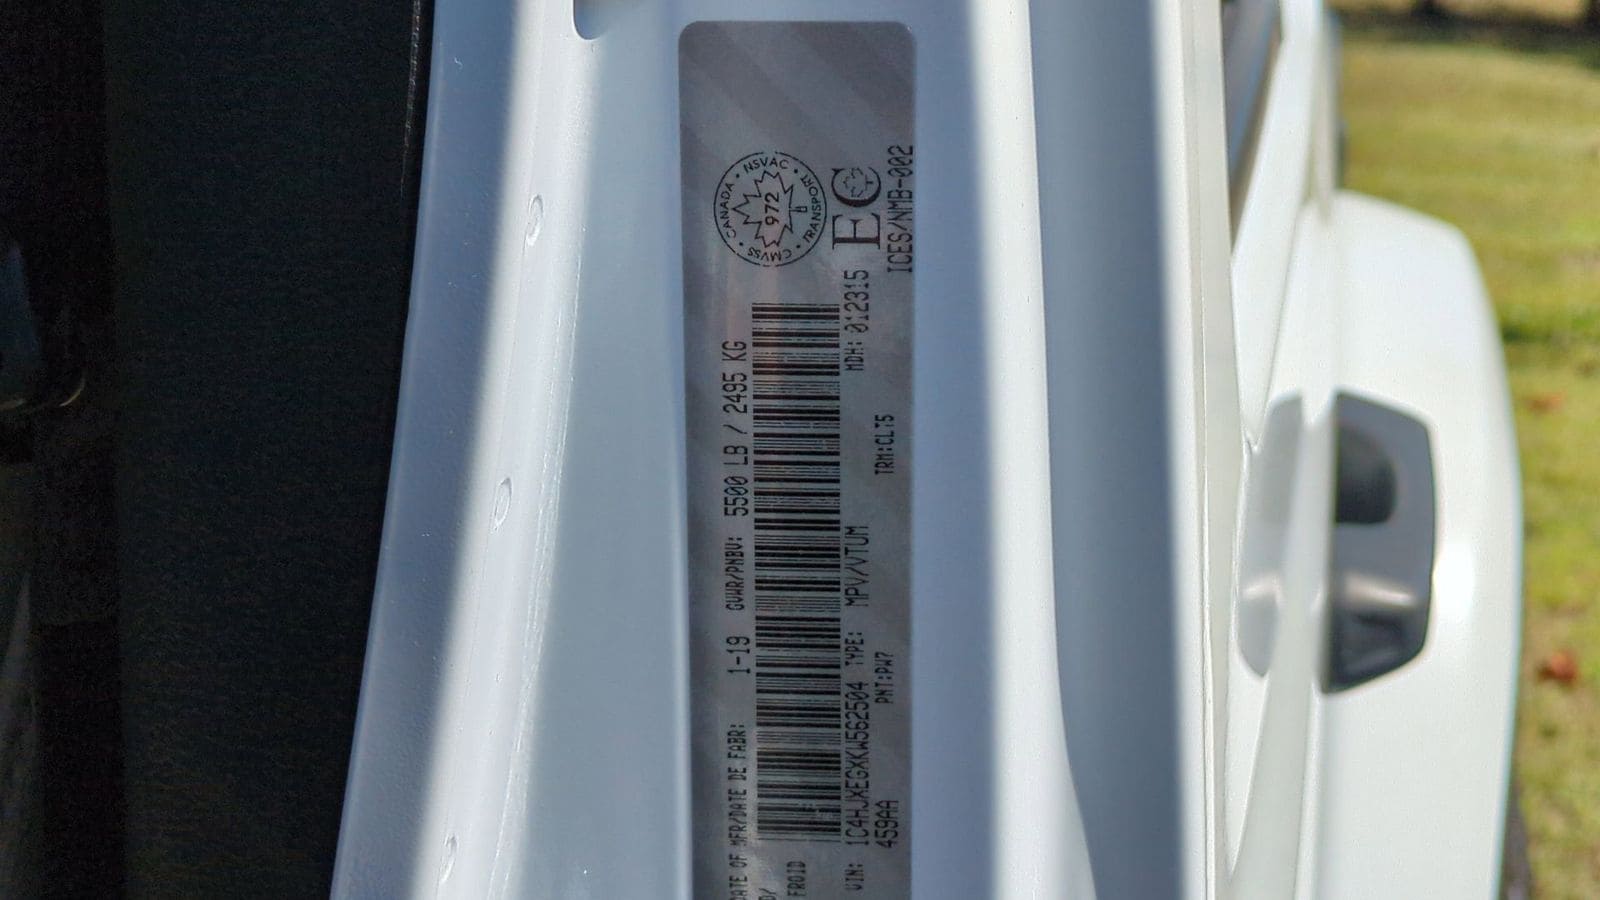 DATE OF MFR/DATE DE FABR: 1-19 GVWR/PNBV: 5500 LB / 2495 KG
FROID
VIN: 1C4HJXEGXKW562504 TYPE: MPV/VTUM MDH: 012315
459AA PNT:PW7 TRM:CLT5
CANADA • NSVAC • TRANSPORT • CMVSS •
972
EC
ICES/NMB-002